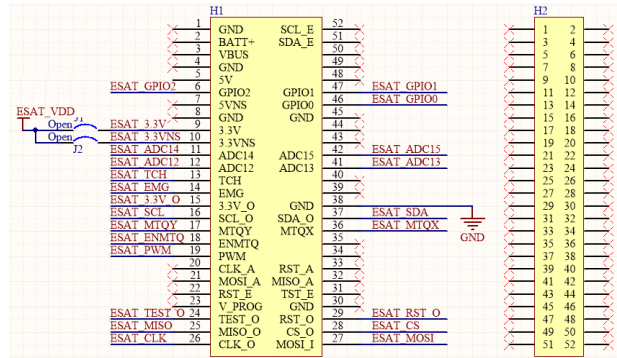 H1 H2
1 GND SCL_E 52 1 2
2 BATT+ SDA_E 51 3 4
3 VBUS 50 5 6
4 GND 49 7 8
5 5V 48 9 10
ESAT_GPIO2 6 GPIO2 GPIO1 47 ESAT_GPIO1 11 12
7 5VNS GPIO0 46 ESAT_GPIO0 13 14
ESAT_VDD 8 GND GND 45 15 16
Open J1 ESAT_3.3V 9 3.3V 44 17 18
Open J2 ESAT_3.3VNS 10 3.3VNS 43 19 20
ESAT_ADC14 11 ADC14 ADC15 42 ESAT_ADC15 21 22
ESAT_ADC12 12 ADC12 ADC13 41 ESAT_ADC13 23 24
ESAT_TCH 13 TCH 40 25 26
ESAT_EMG 14 EMG 39 27 28
ESAT_3.3V_O 15 3.3V_O GND 38 29 30
ESAT_SCL 16 SCL_O SDA_O 37 ESAT_SDA 31 32
ESAT_MTQY 17 MTQY MTQX 36 ESAT_MTQX GND 33 34
ESAT_ENMTQ 18 ENMTQ 35 35 36
ESAT_PWM 19 PWM 34 37 38
20 CLK_A RST_A 33 39 40
21 MOSI_A MISO_A 32 41 42
22 RST_E TST_E 31 43 44
23 V_PROG GND 30 45 46
ESAT_TEST_O 24 TEST_O RST_O 29 ESAT_RST_O 47 48
ESAT_MISO 25 MISO_O CS_O 28 ESAT_CS 49 50
ESAT_CLK 26 CLK_O MOSI_I 27 ESAT_MOSI 51 52